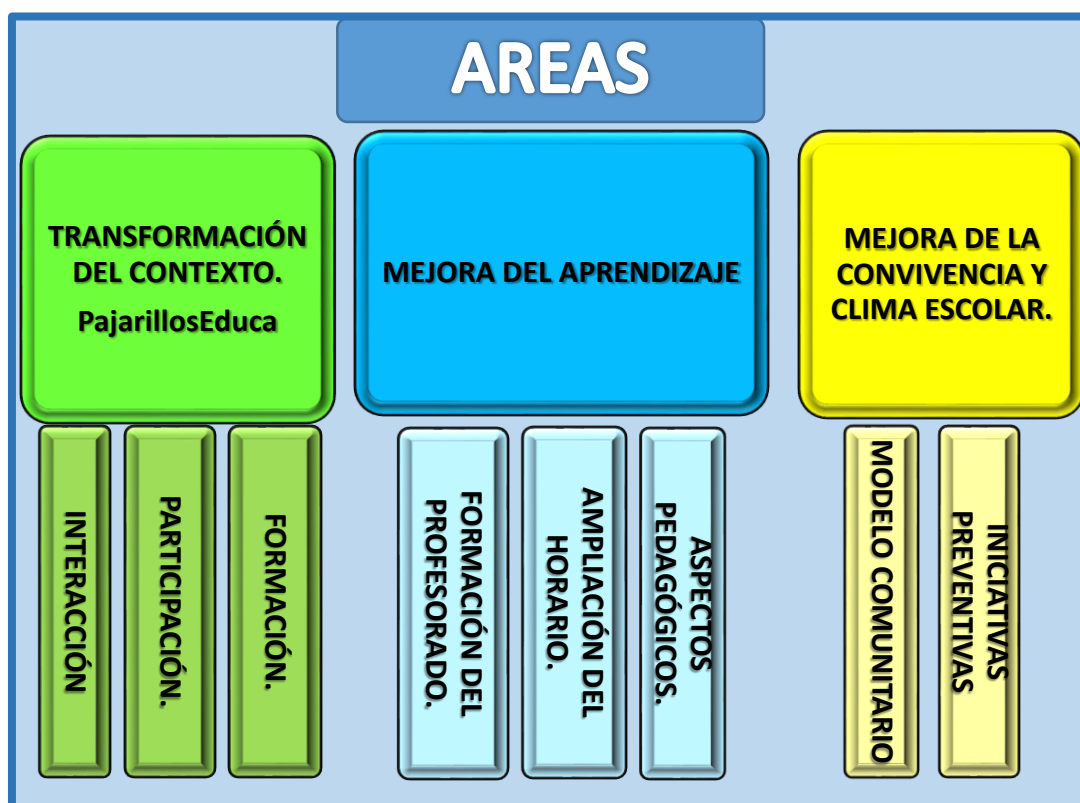 AREAS
TRANSFORMACIÓN
DEL CONTEXTO.
PajarillosEduca
MEJORA DEL APRENDIZAJE
MEJORA DE LA
CONVIVENCIA Y
CLIMA ESCOLAR.
INTERACCIÓN
PARTICIPACIÓN.
FORMACIÓN.
FORMACIÓN DEL
PROFESORADO.
AMPLIACIÓN DEL
HORARIO.
ASPECTOS
PEDAGÓGICOS.
MODELO COMUNITARIO
INICIATIVAS
PREVENTIVAS